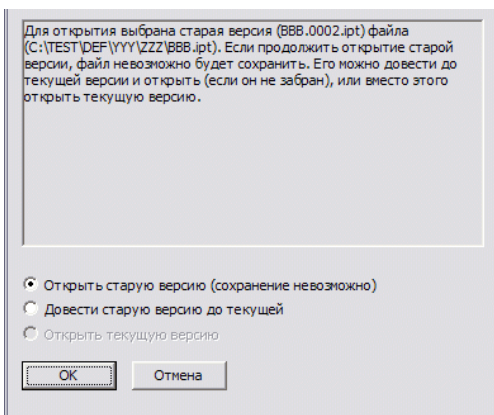 Для открытия выбрана старая версия (BBB.0002.ipt) файла
(C:\TEST\DEF\YYY\ZZZ\BBB.ipt). Если продолжить открытие старой
версии, файл невозможно будет сохранить. Его можно довести до
текущей версии и открыть (если он не забран), или вместо этого
открыть текущую версию.
Открыть старую версию (сохранение невозможно)
Довести старую версию до текущей
Открыть текущую версию
ОК
Отмена